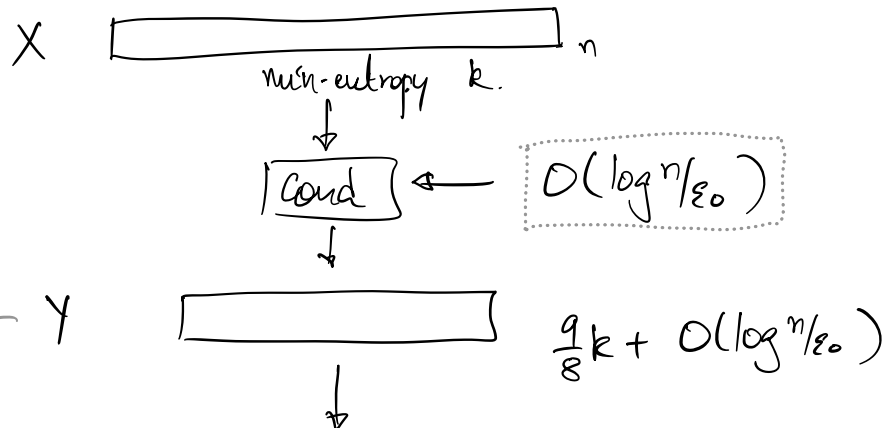 X n
min-entropy k.
Cond O(log n/ε₀)
Y 9/8 k + O(log n/ε₀)